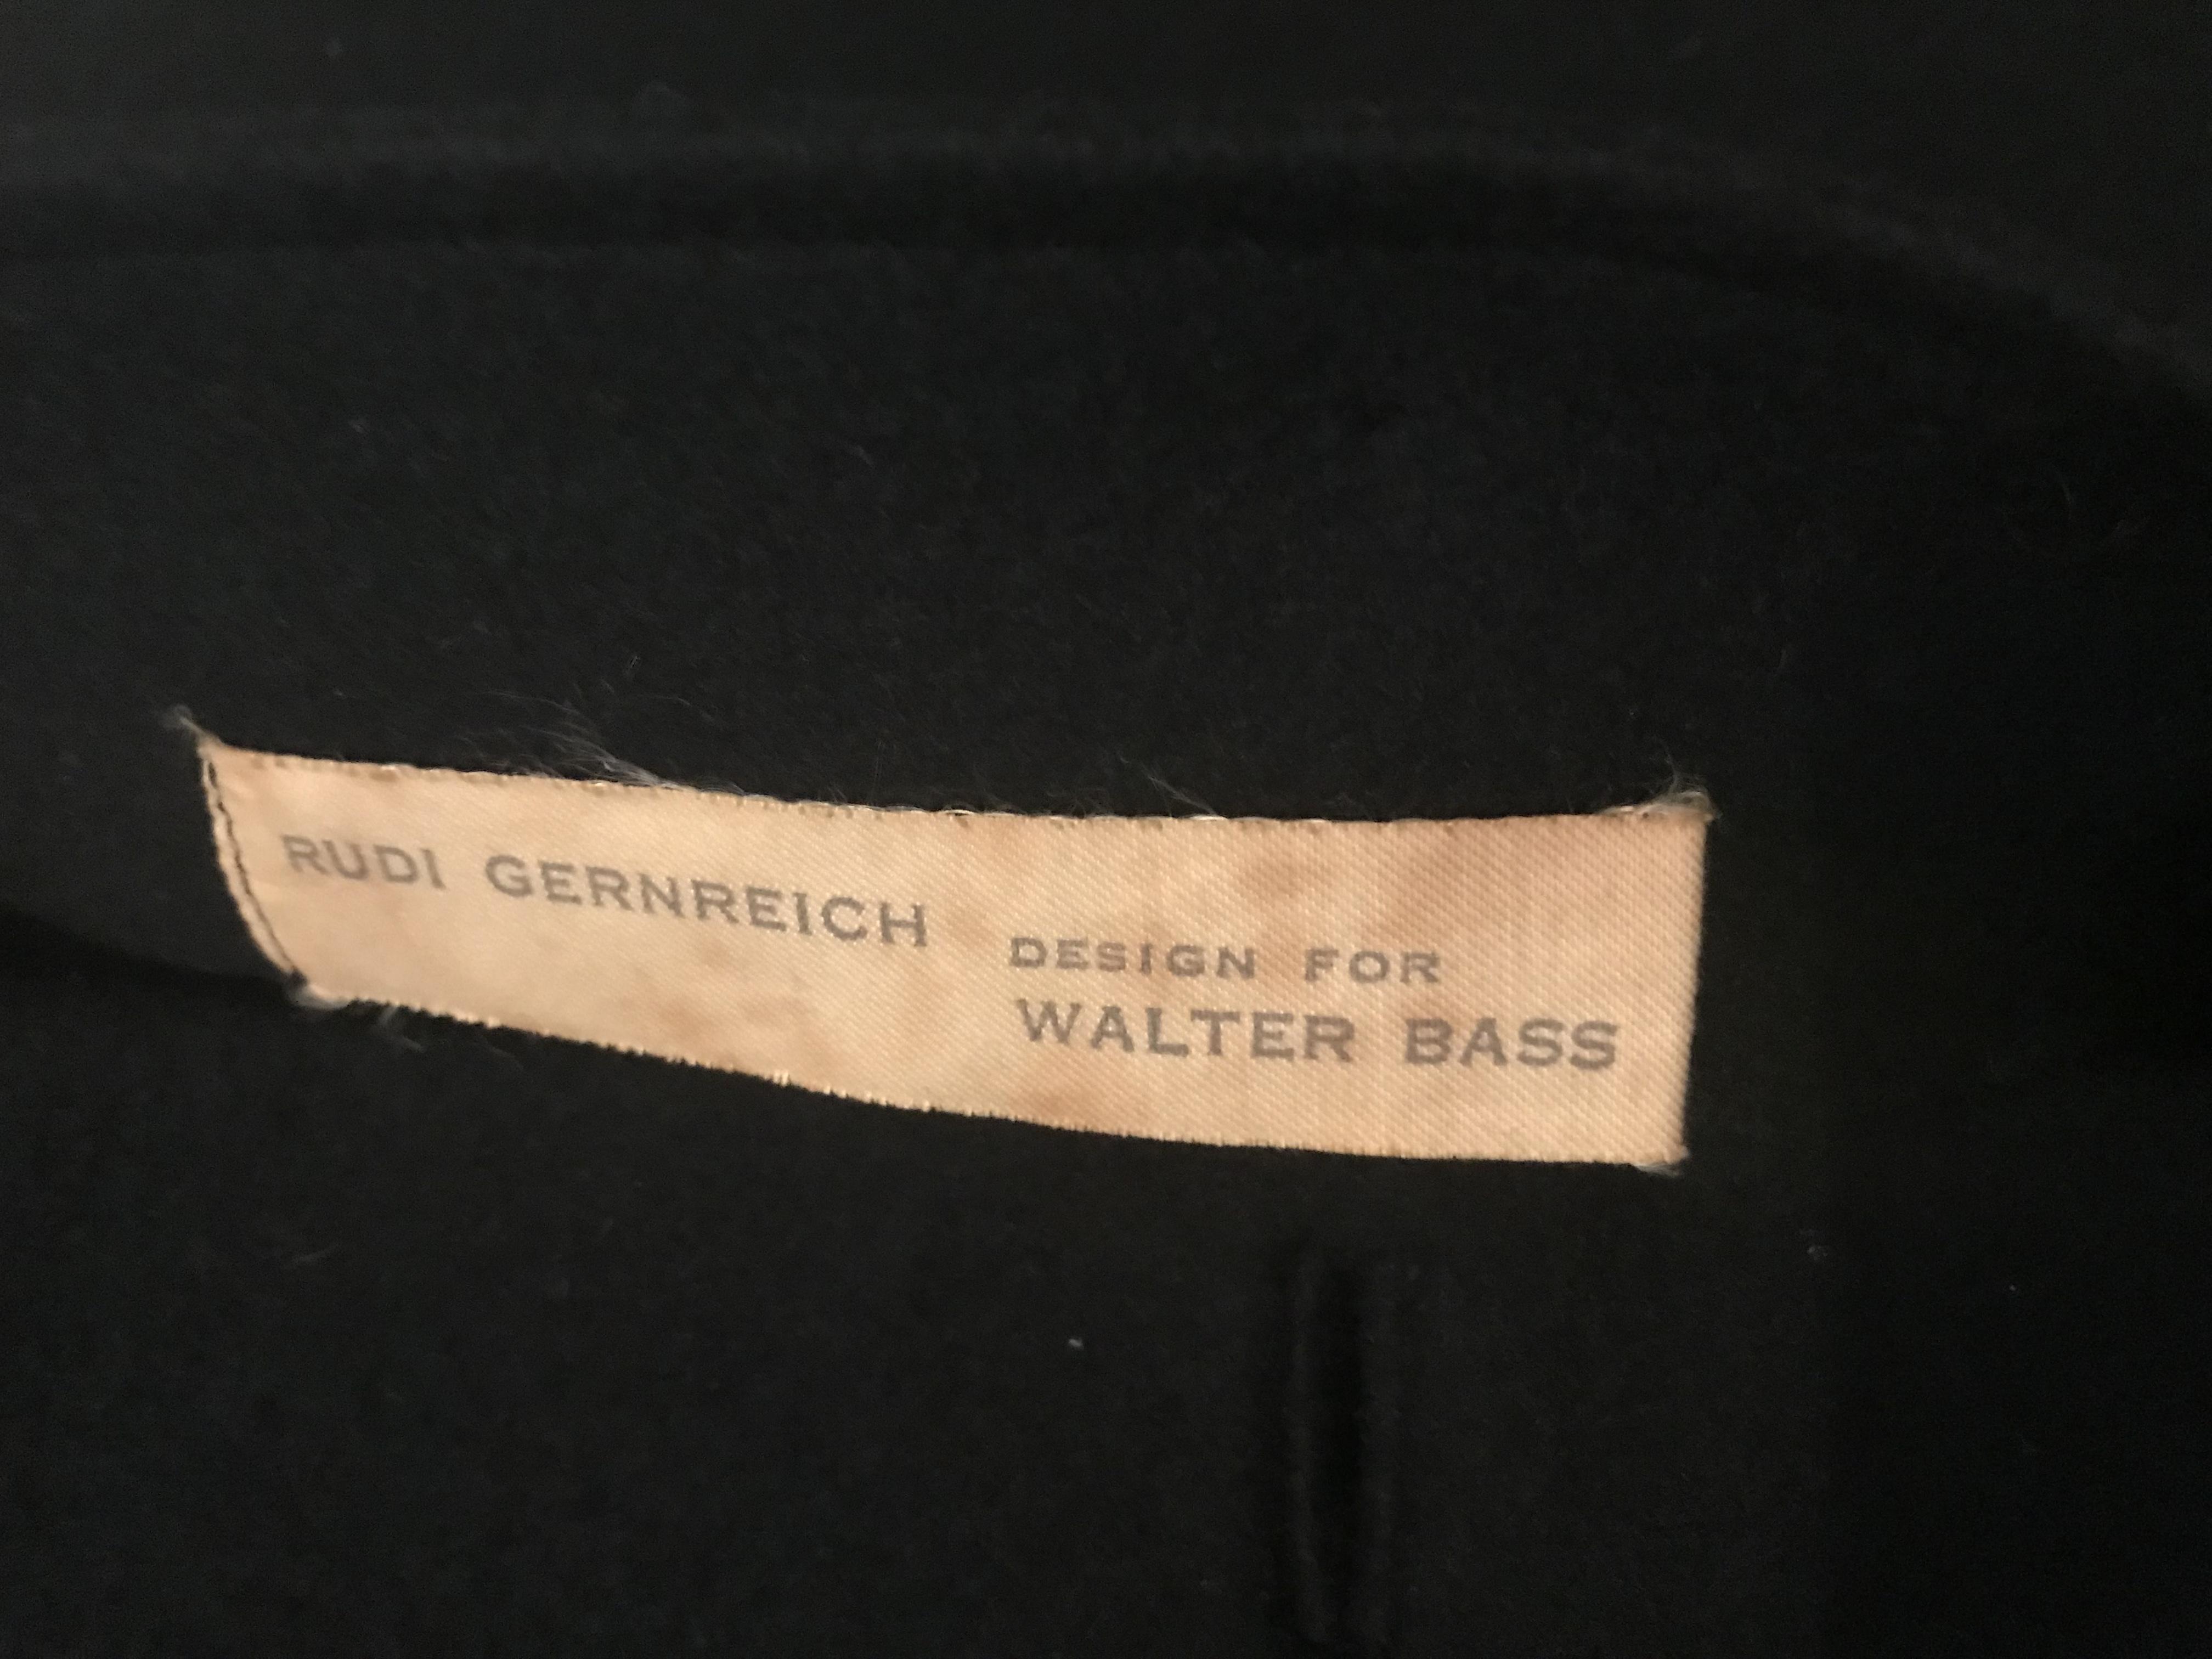 RUDI GERNREICH
DESIGN FOR
WALTER BASS